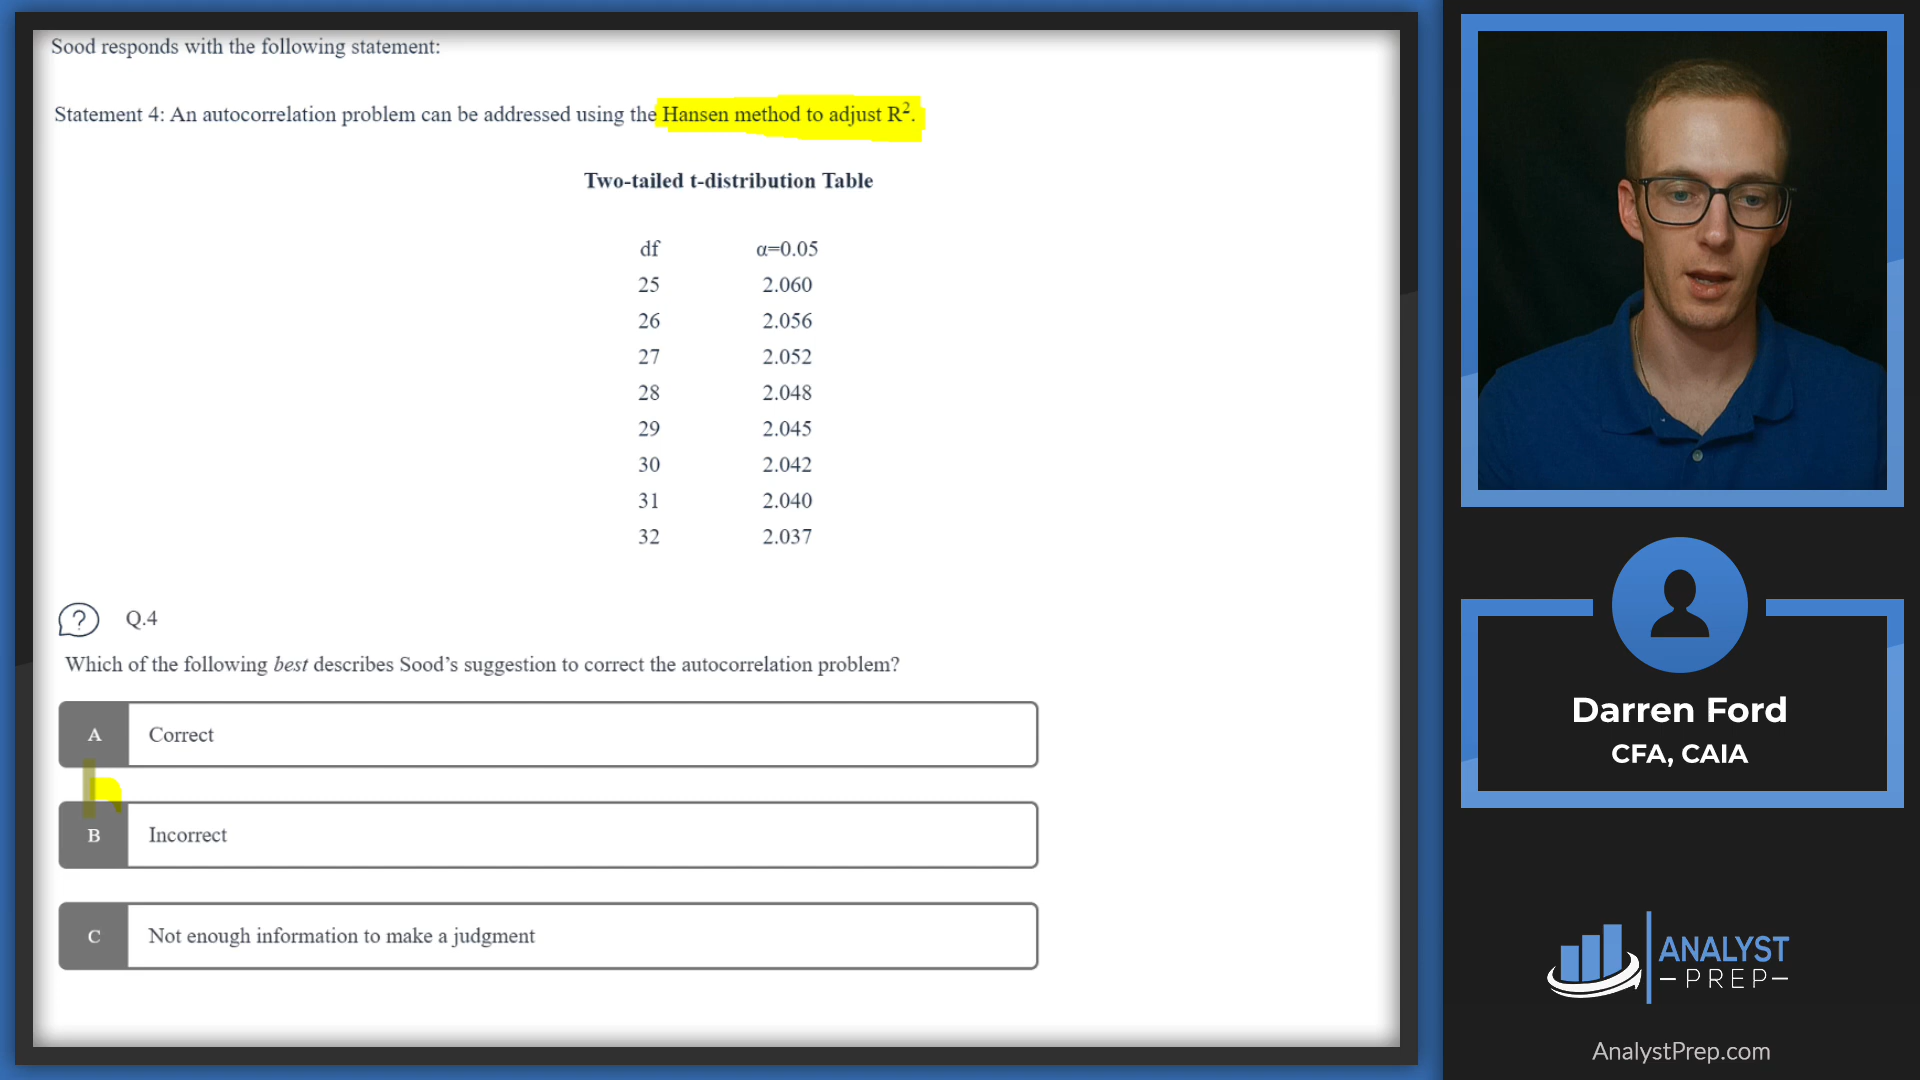 Sood responds with the following statement:
Statement 4: An autocorrelation problem can be addressed using the Hansen method to adjust R².
Two-tailed t-distribution Table
df α=0.05
25 2.060
26 2.056
27 2.052
28 2.048
29 2.045
30 2.042
31 2.040
32 2.037
? Q.4
Which of the following best describes Sood’s suggestion to correct the autocorrelation problem?
A Correct
B Incorrect
C Not enough information to make a judgment
Darren Ford
CFA, CAIA
ANALYST
PREP
AnalystPrep.com